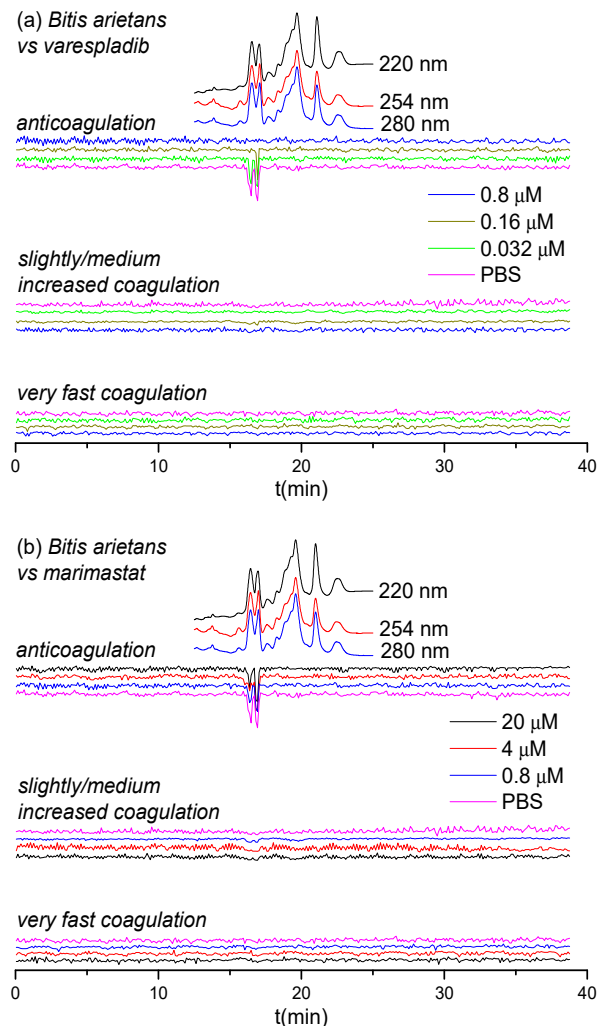 (a) Bitis arietans
vs varespladib
220 nm
254 nm
280 nm
anticoagulation
0.8 μM
0.16 μM
0.032 μM
PBS
slightly/medium
increased coagulation
very fast coagulation
0 10 20 30 40
t(min)
(b) Bitis arietans
vs marimastat
220 nm
254 nm
280 nm
anticoagulation
20 μM
4 μM
0.8 μM
PBS
slightly/medium
increased coagulation
very fast coagulation
0 10 20 30 40
t(min)